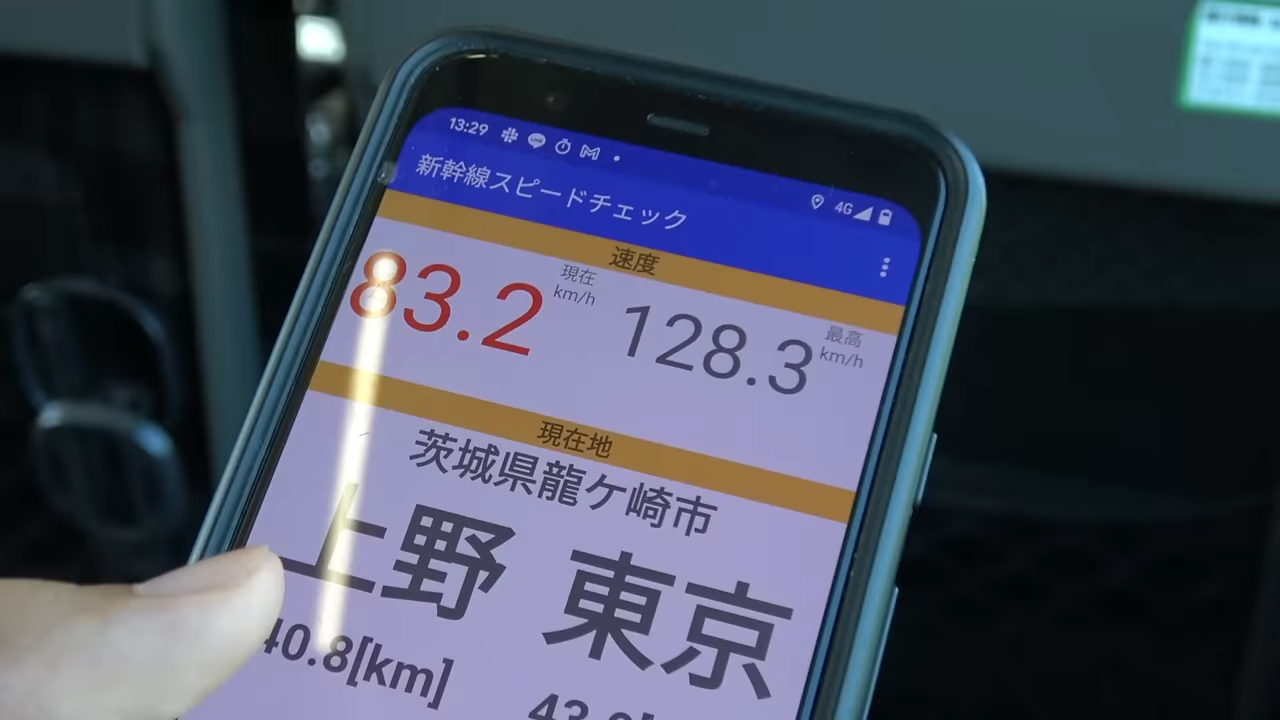 13:29 4G
新幹線スピードチェック
速度
83.2 現在 km/h 128.3 最高 km/h
現在地
茨城県龍ケ崎市
上野 東京
40.8[km]